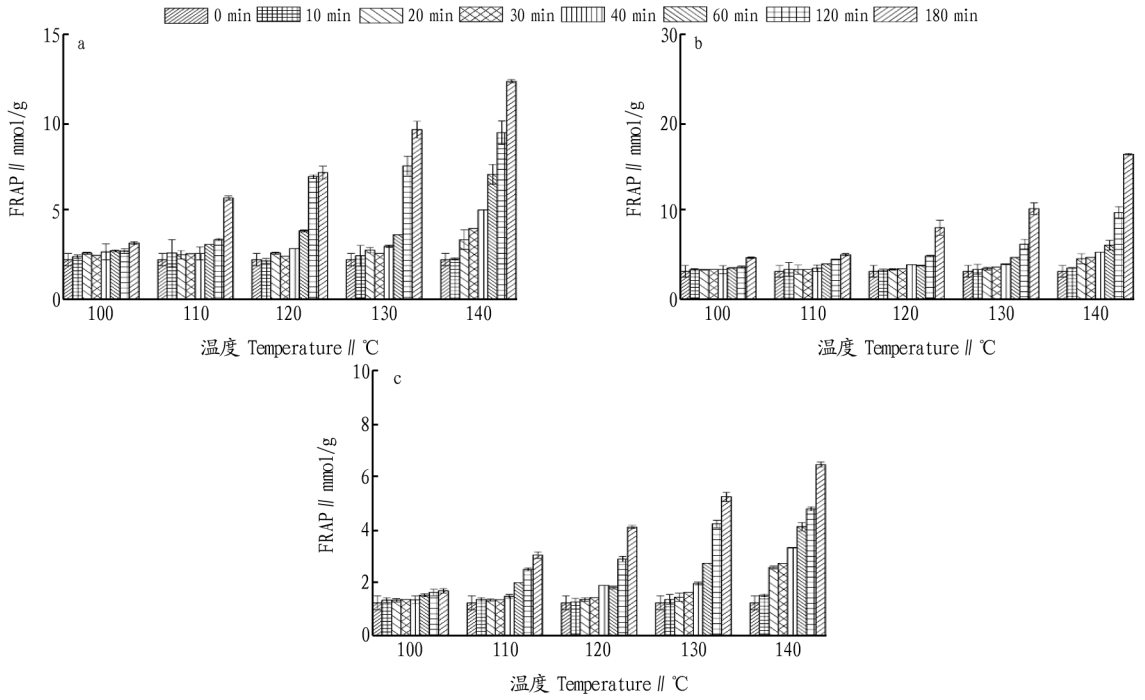 0 min 10 min 20 min 30 min 40 min 60 min 120 min 180 min
a
15
10
5
0
FRAP∥mmol/g
100 110 120 130 140
温度 Temperature∥℃
b
30
20
10
0
FRAP∥mmol/g
100 110 120 130 140
温度 Temperature∥℃
c
10
8
6
4
2
0
FRAP∥mmol/g
100 110 120 130 140
温度 Temperature∥℃